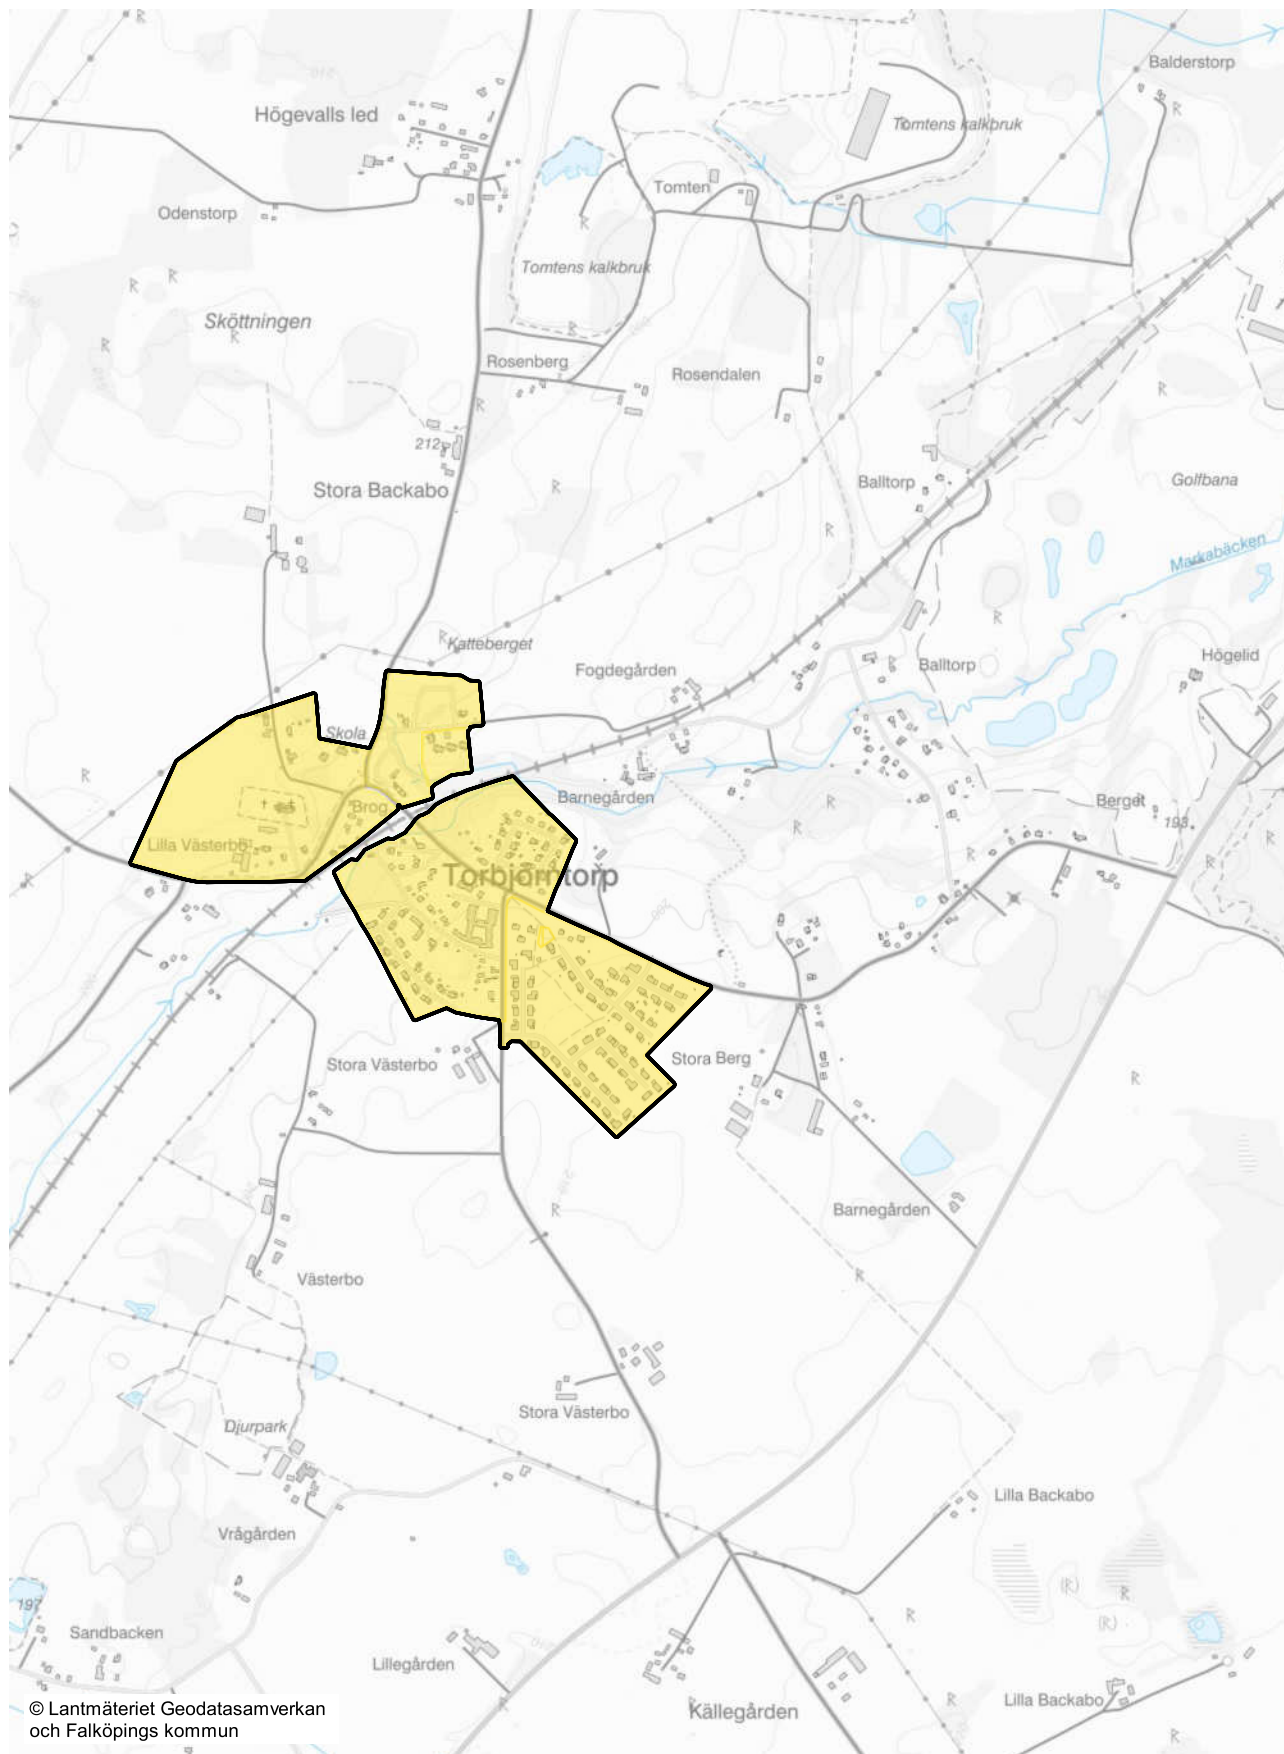 Balderstorp
Högevalls led
Tomtens kalkbruk
Tomten
Odenstorp
Tomtens kalkbruk
Sköttningen
Rosenberg
Rosendalen
212
Stora Backabo
Balltorp
Golfbana
Markabäcken
Katteberget
Fogdegården
Balltorp
Högelid
Skola
Brog
Barnegården
Berget
193
Lilla Västerbo
Torbjörntorp
200
Stora Västerbo
Stora Berg
210
Barnegården
Västerbo
Stora Västerbo
Djurpark
Lilla Backabo
Vrågården
197
(R)
(R)
Sandbacken
Lillegården
Källegården
Lilla Backabo
© Lantmäteriet Geodatasamverkan
och Falköpings kommun